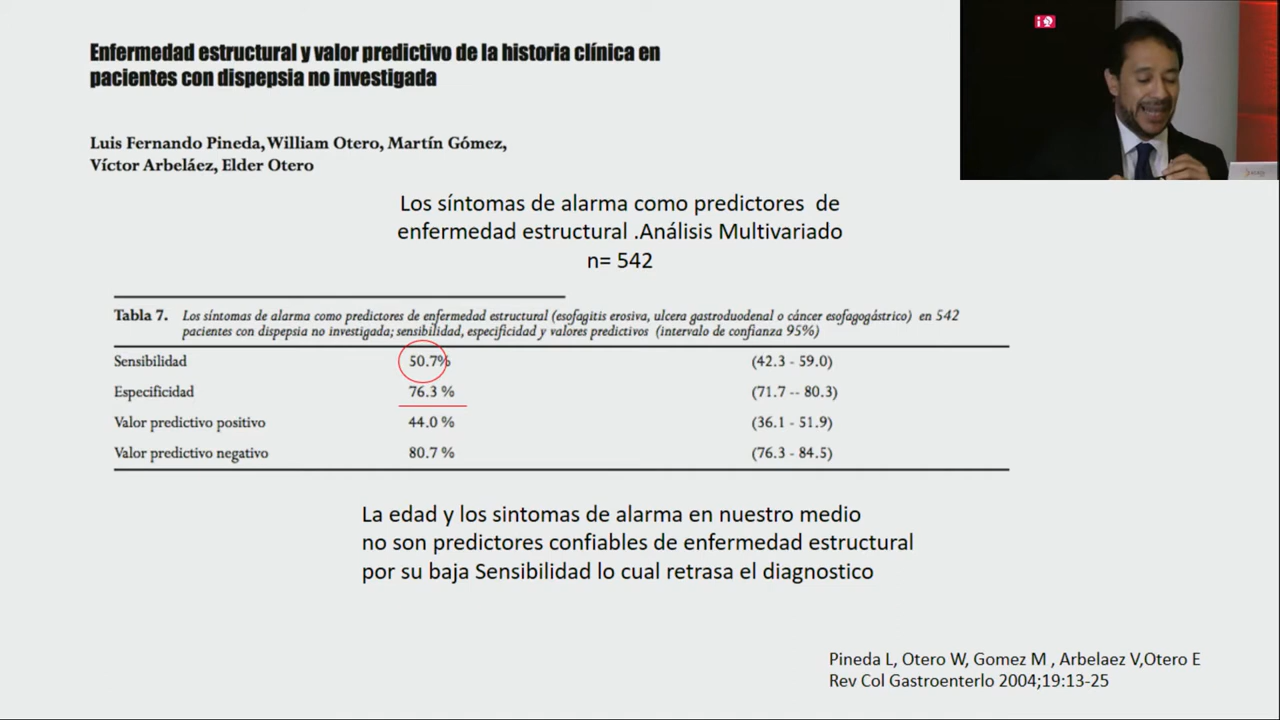 Enfermedad estructural y valor predictivo de la historia clínica en
pacientes con dispepsia no investigada
Luis Fernando Pineda, William Otero, Martín Gómez,
Víctor Arbeláez, Elder Otero
Los síntomas de alarma como predictores de
enfermedad estructural .Análisis Multivariado
n= 542
Tabla 7. Los síntomas de alarma como predictores de enfermedad estructural (esofagitis erosiva, ulcera gastroduodenal o cáncer esofagogástrico) en 542
pacientes con dispepsia no investigada; sensibilidad, especificidad y valores predictivos (intervalo de confianza 95%)
Sensibilidad 50.7% (42.3 - 59.0)
Especificidad 76.3 % (71.7 -- 80.3)
Valor predictivo positivo 44.0 % (36.1 - 51.9)
Valor predictivo negativo 80.7 % (76.3 - 84.5)
La edad y los sintomas de alarma en nuestro medio
no son predictores confiables de enfermedad estructural
por su baja Sensibilidad lo cual retrasa el diagnostico
Pineda L, Otero W, Gomez M , Arbelaez V,Otero E
Rev Col Gastroenterlo 2004;19:13-25